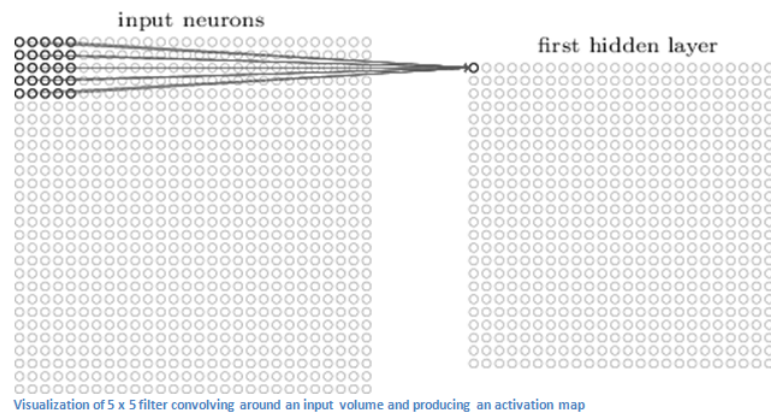 input neurons
first hidden layer
Visualization of 5 x 5 filter convolving around an input volume and producing an activation map